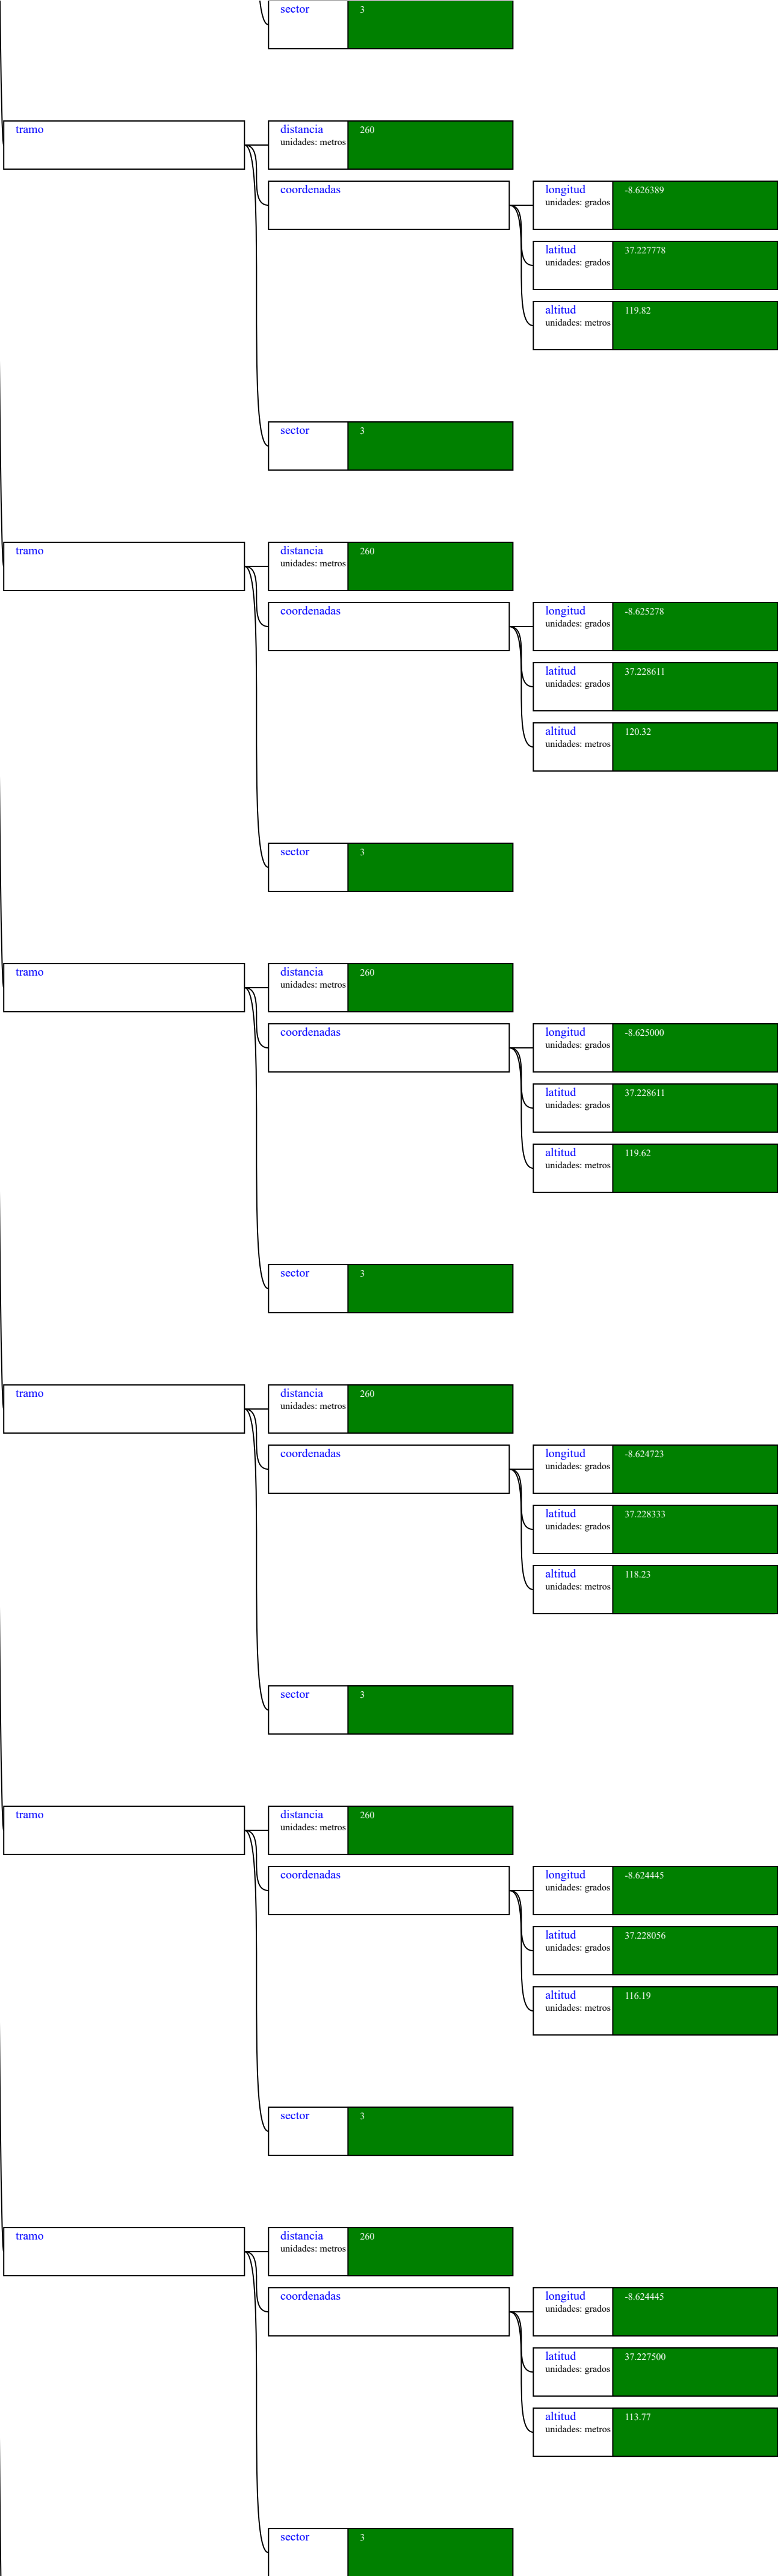 sector
3
tramo
distancia
unidades: metros
260
coordenadas
longitud
unidades: grados
-8.626389
latitud
unidades: grados
37.227778
altitud
unidades: metros
119.82
sector
3
tramo
distancia
unidades: metros
260
coordenadas
longitud
unidades: grados
-8.625278
latitud
unidades: grados
37.228611
altitud
unidades: metros
120.32
sector
3
tramo
distancia
unidades: metros
260
coordenadas
longitud
unidades: grados
-8.625000
latitud
unidades: grados
37.228611
altitud
unidades: metros
119.62
sector
3
tramo
distancia
unidades: metros
260
coordenadas
longitud
unidades: grados
-8.624723
latitud
unidades: grados
37.228333
altitud
unidades: metros
118.23
sector
3
tramo
distancia
unidades: metros
260
coordenadas
longitud
unidades: grados
-8.624445
latitud
unidades: grados
37.228056
altitud
unidades: metros
116.19
sector
3
tramo
distancia
unidades: metros
260
coordenadas
longitud
unidades: grados
-8.624445
latitud
unidades: grados
37.227500
altitud
unidades: metros
113.77
sector
3